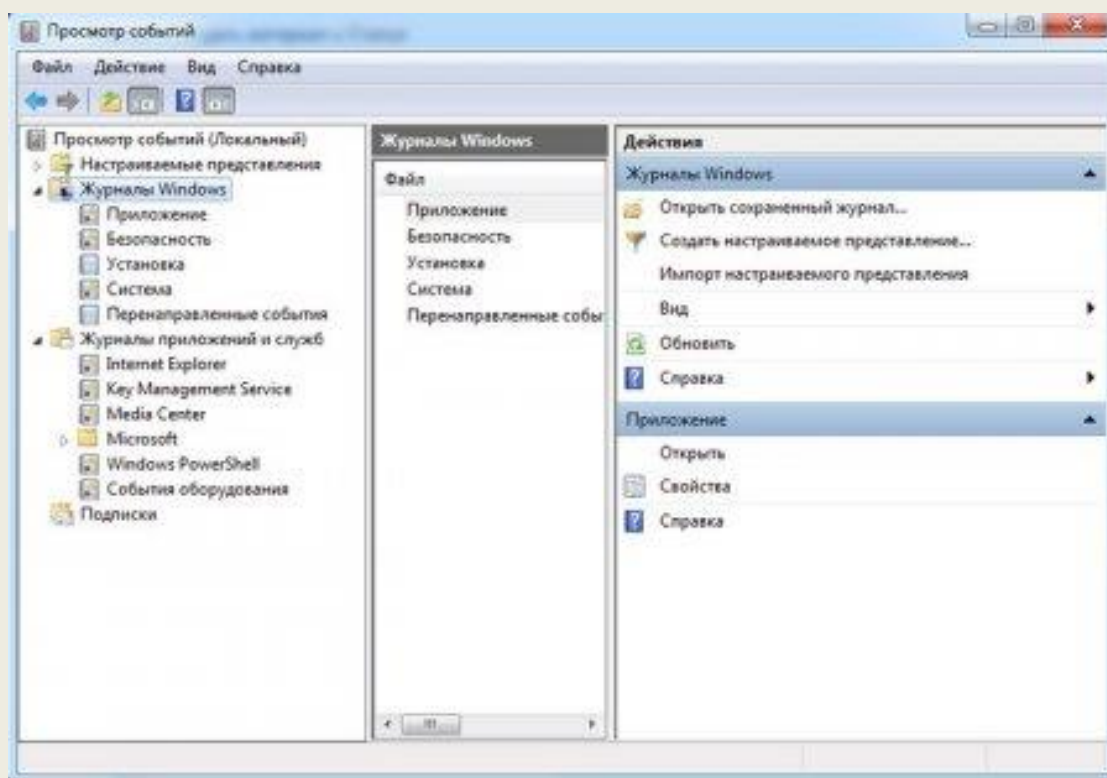 Просмотр событий
Файл Действие Вид Справка
Просмотр событий (Локальный)
Настраиваемые представления
Журналы Windows
Приложение
Безопасность
Установка
Система
Перенаправленные события
Журналы приложений и служб
Internet Explorer
Key Management Service
Media Center
Microsoft
Windows PowerShell
События оборудования
Подписки
Журналы Windows
Файл
Приложение
Безопасность
Установка
Система
Перенаправленные собы
Действия
Журналы Windows
Открыть сохраненный журнал...
Создать настраиваемое представление...
Импорт настраиваемого представления
Вид
Обновить
Справка
Приложение
Открыть
Свойства
Справка